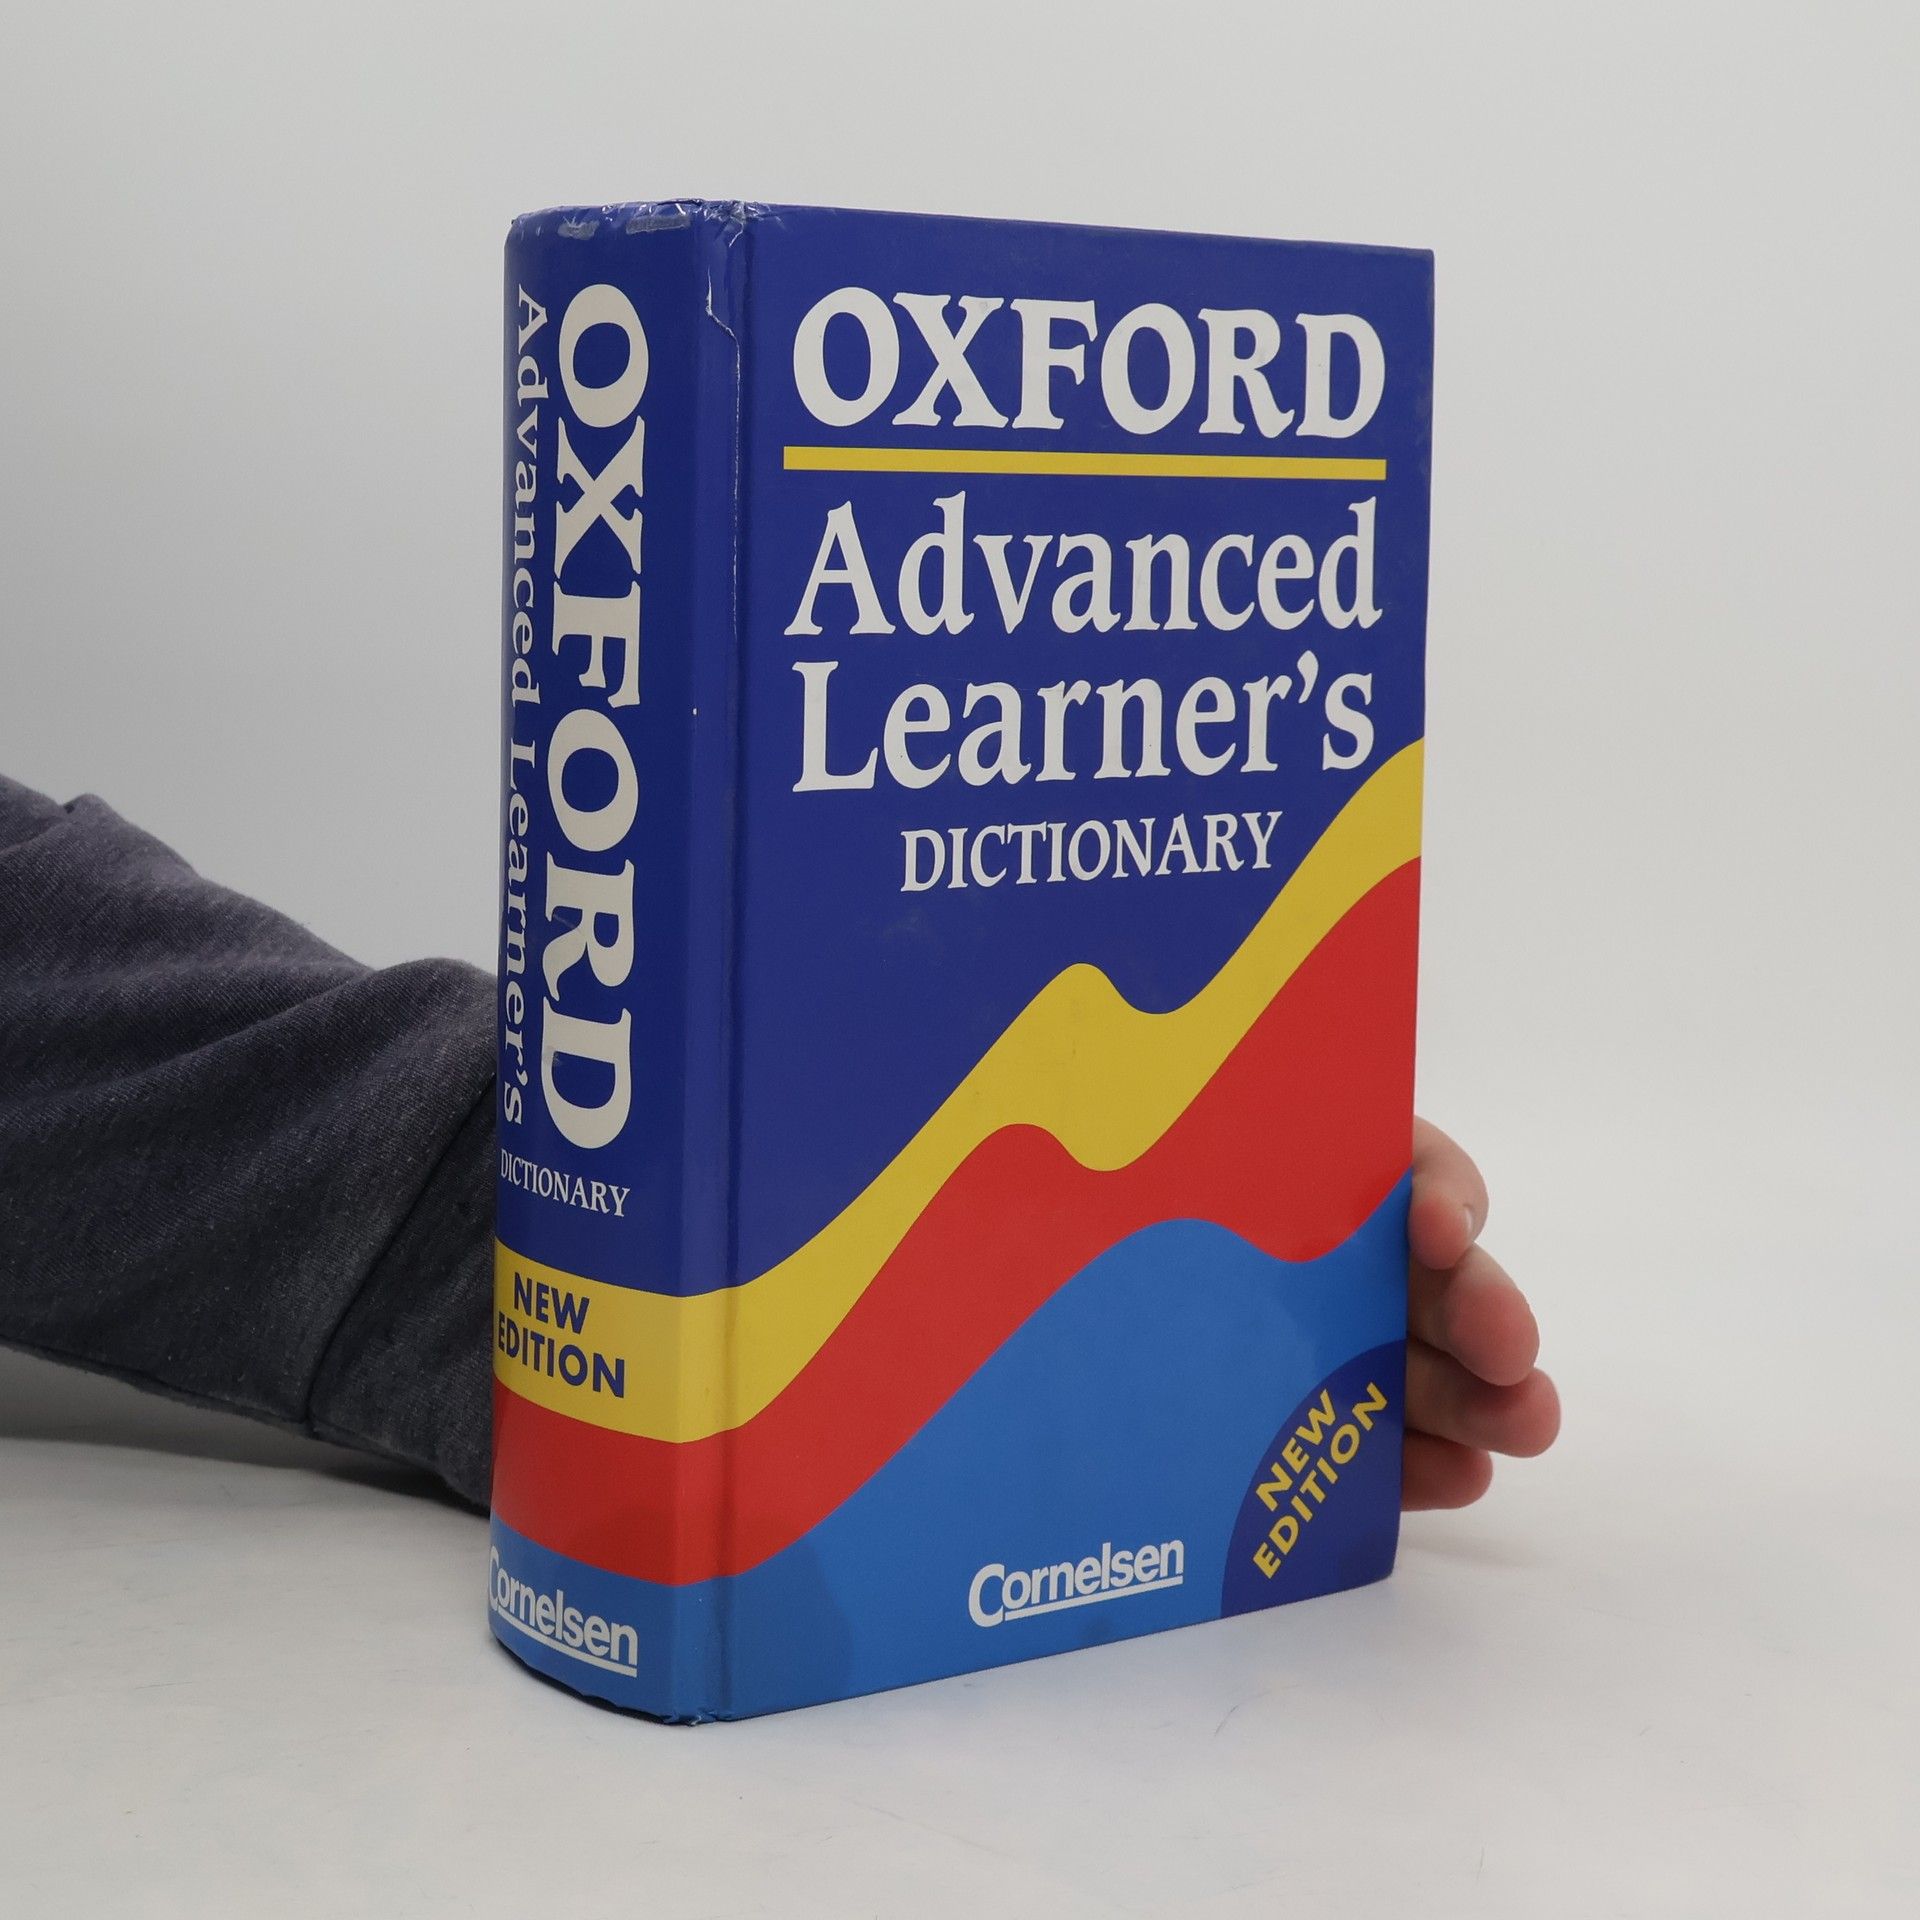 OXFORD
Advanced Learner's
DICTIONARY
NEW
EDITION
Cornelsen
OXFORD
Advanced
Learner's
DICTIONARY
NEW
EDITION
Cornelsen